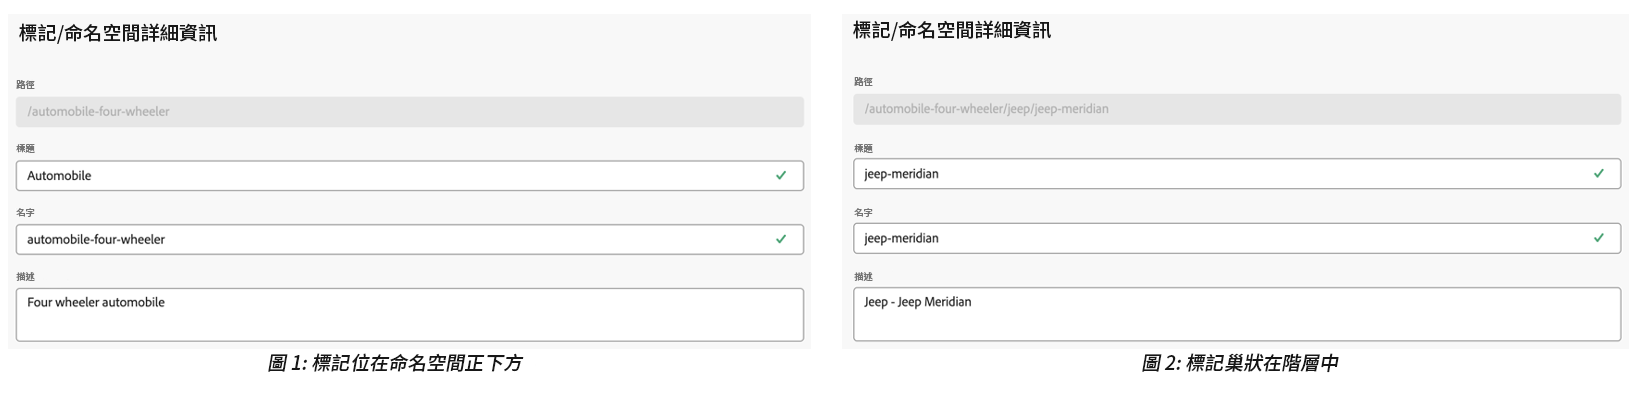 標記/命名空間詳細資訊
路徑
/automobile-four-wheeler
標題
Automobile
名字
automobile-four-wheeler
描述
Four wheeler automobile
圖 1: 標記位在命名空間正下方
標記/命名空間詳細資訊
路徑
/automobile-four-wheeler/jeep/jeep-meridian
標題
jeep-meridian
名字
jeep-meridian
描述
Jeep - Jeep Meridian
圖 2: 標記巢狀在階層中